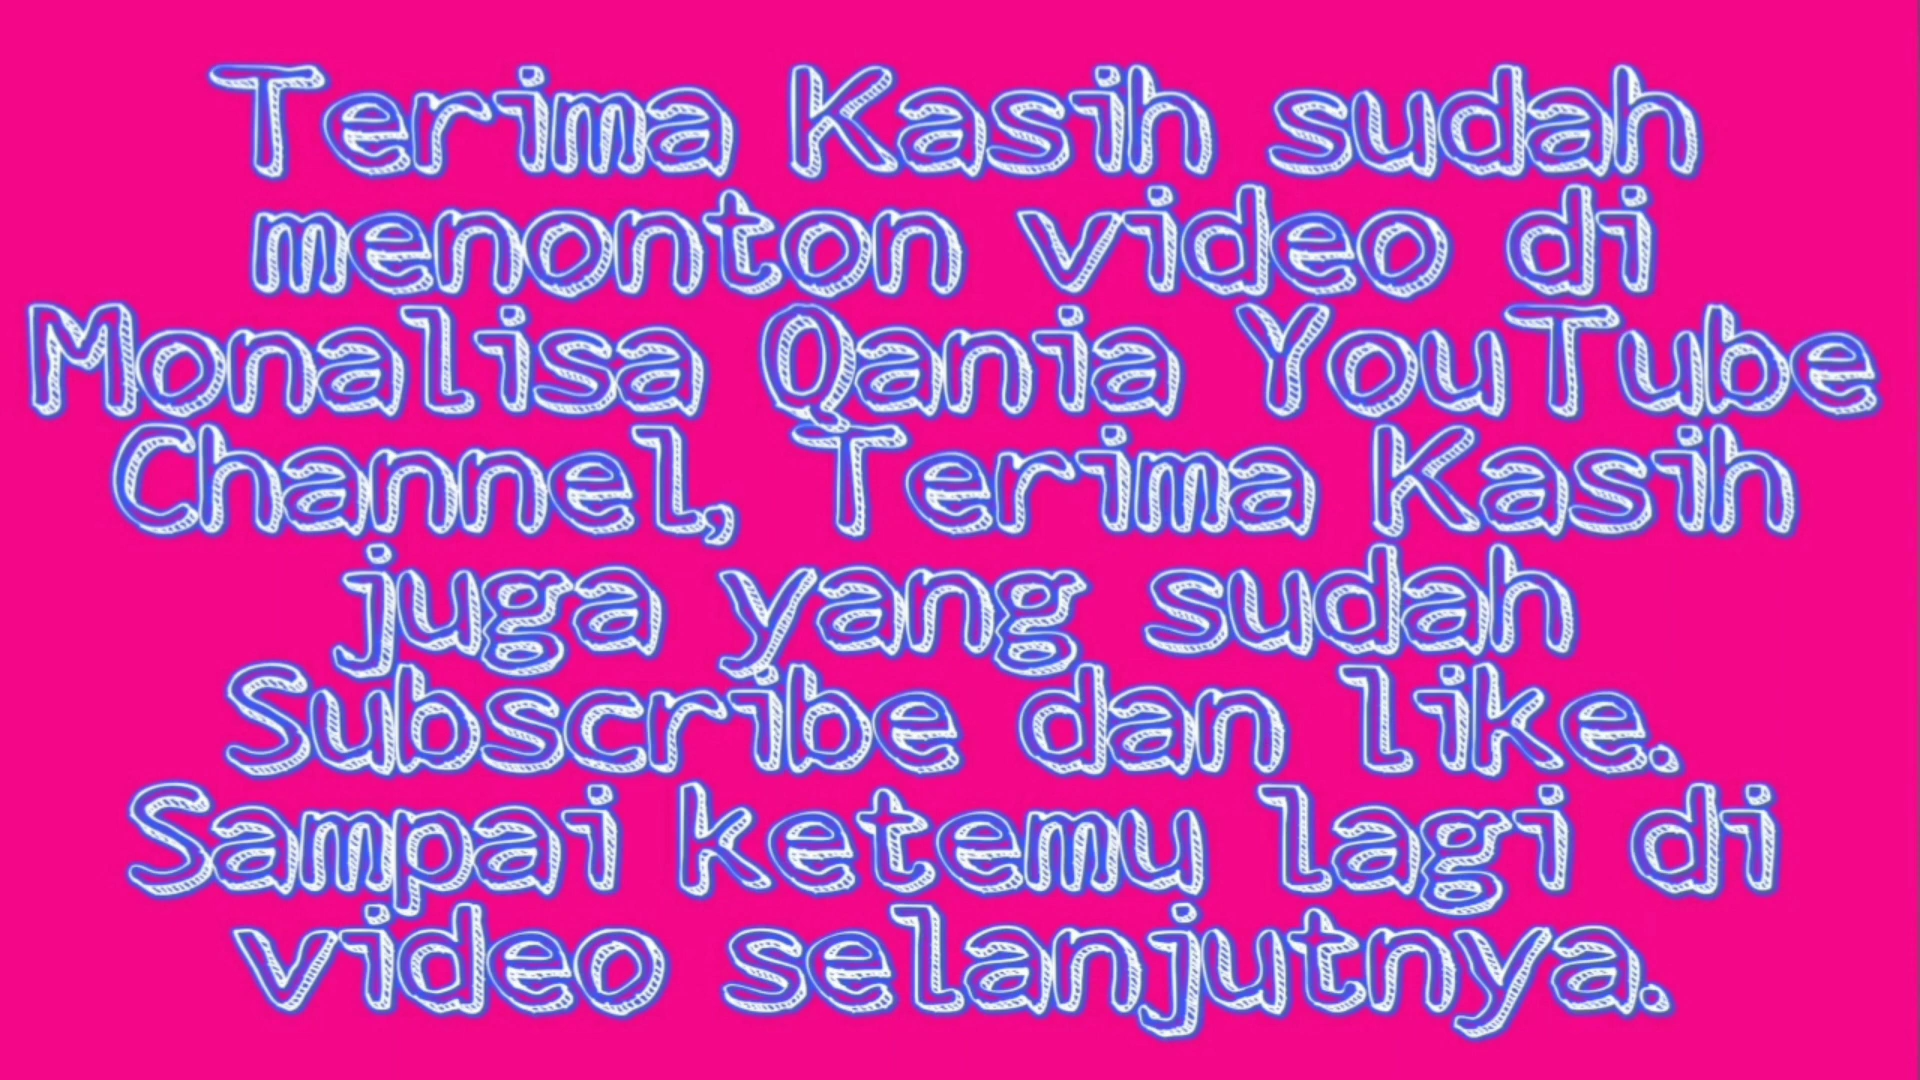 Terima Kasih sudah
menonton video di
Monalisa Qania YouTube
Channel, Terima Kasih
juga yang sudah
Subscribe dan like.
Sampai ketemu lagi di
video selanjutnya.